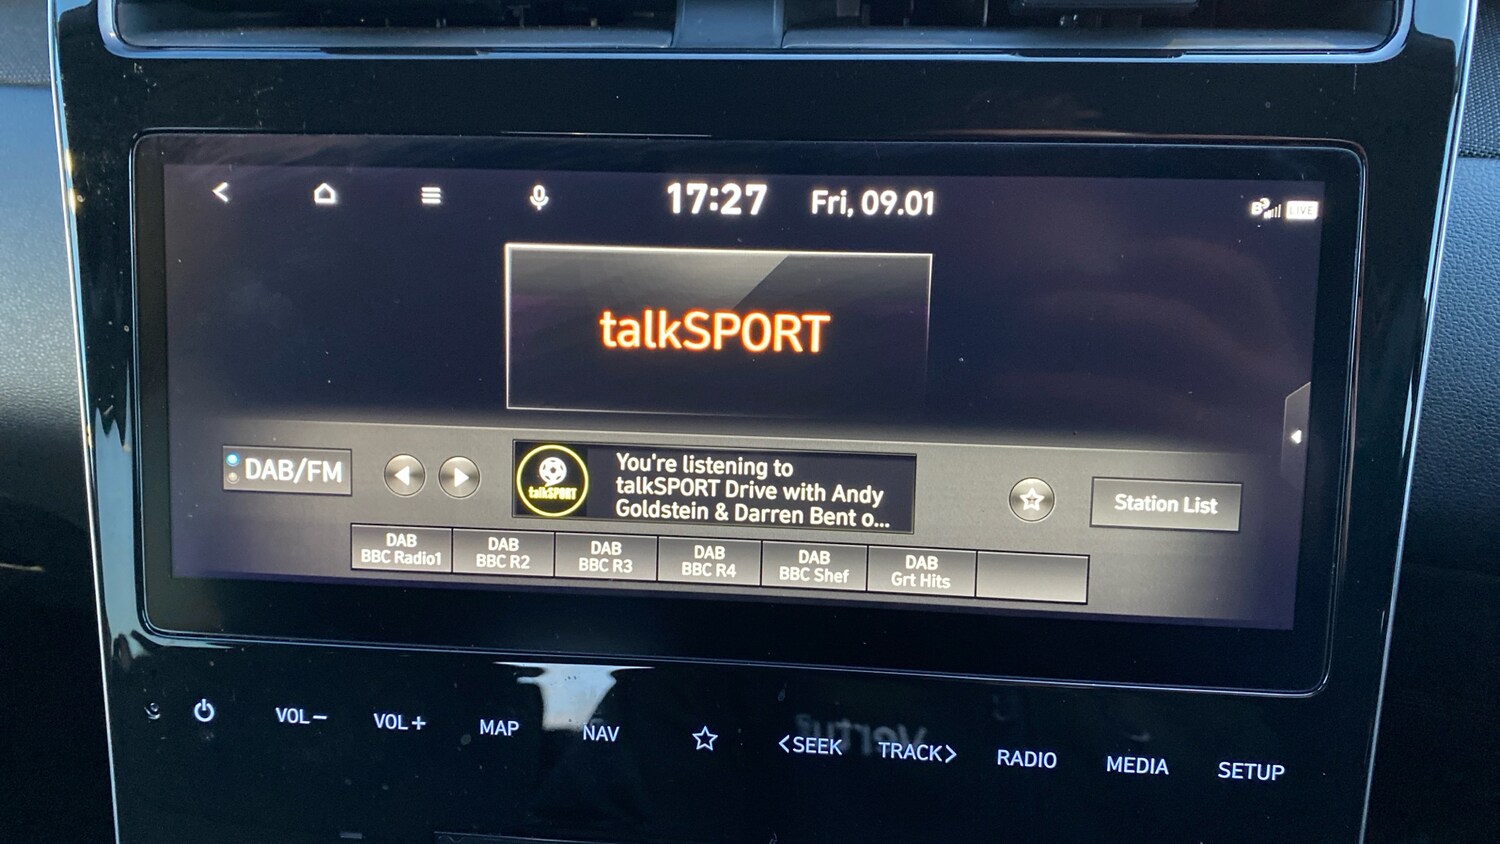 17:27 Fri, 09.01
LIVE
talkSPORT
DAB/FM
talkSPORT
You're listening to
talkSPORT Drive with Andy
Goldstein & Darren Bent o...
Station List
DAB
BBC Radio1
DAB
BBC R2
DAB
BBC R3
DAB
BBC R4
DAB
BBC Shef
DAB
Grt Hits
VOL− VOL+ MAP NAV <SEEK TRACK> RADIO MEDIA SETUP